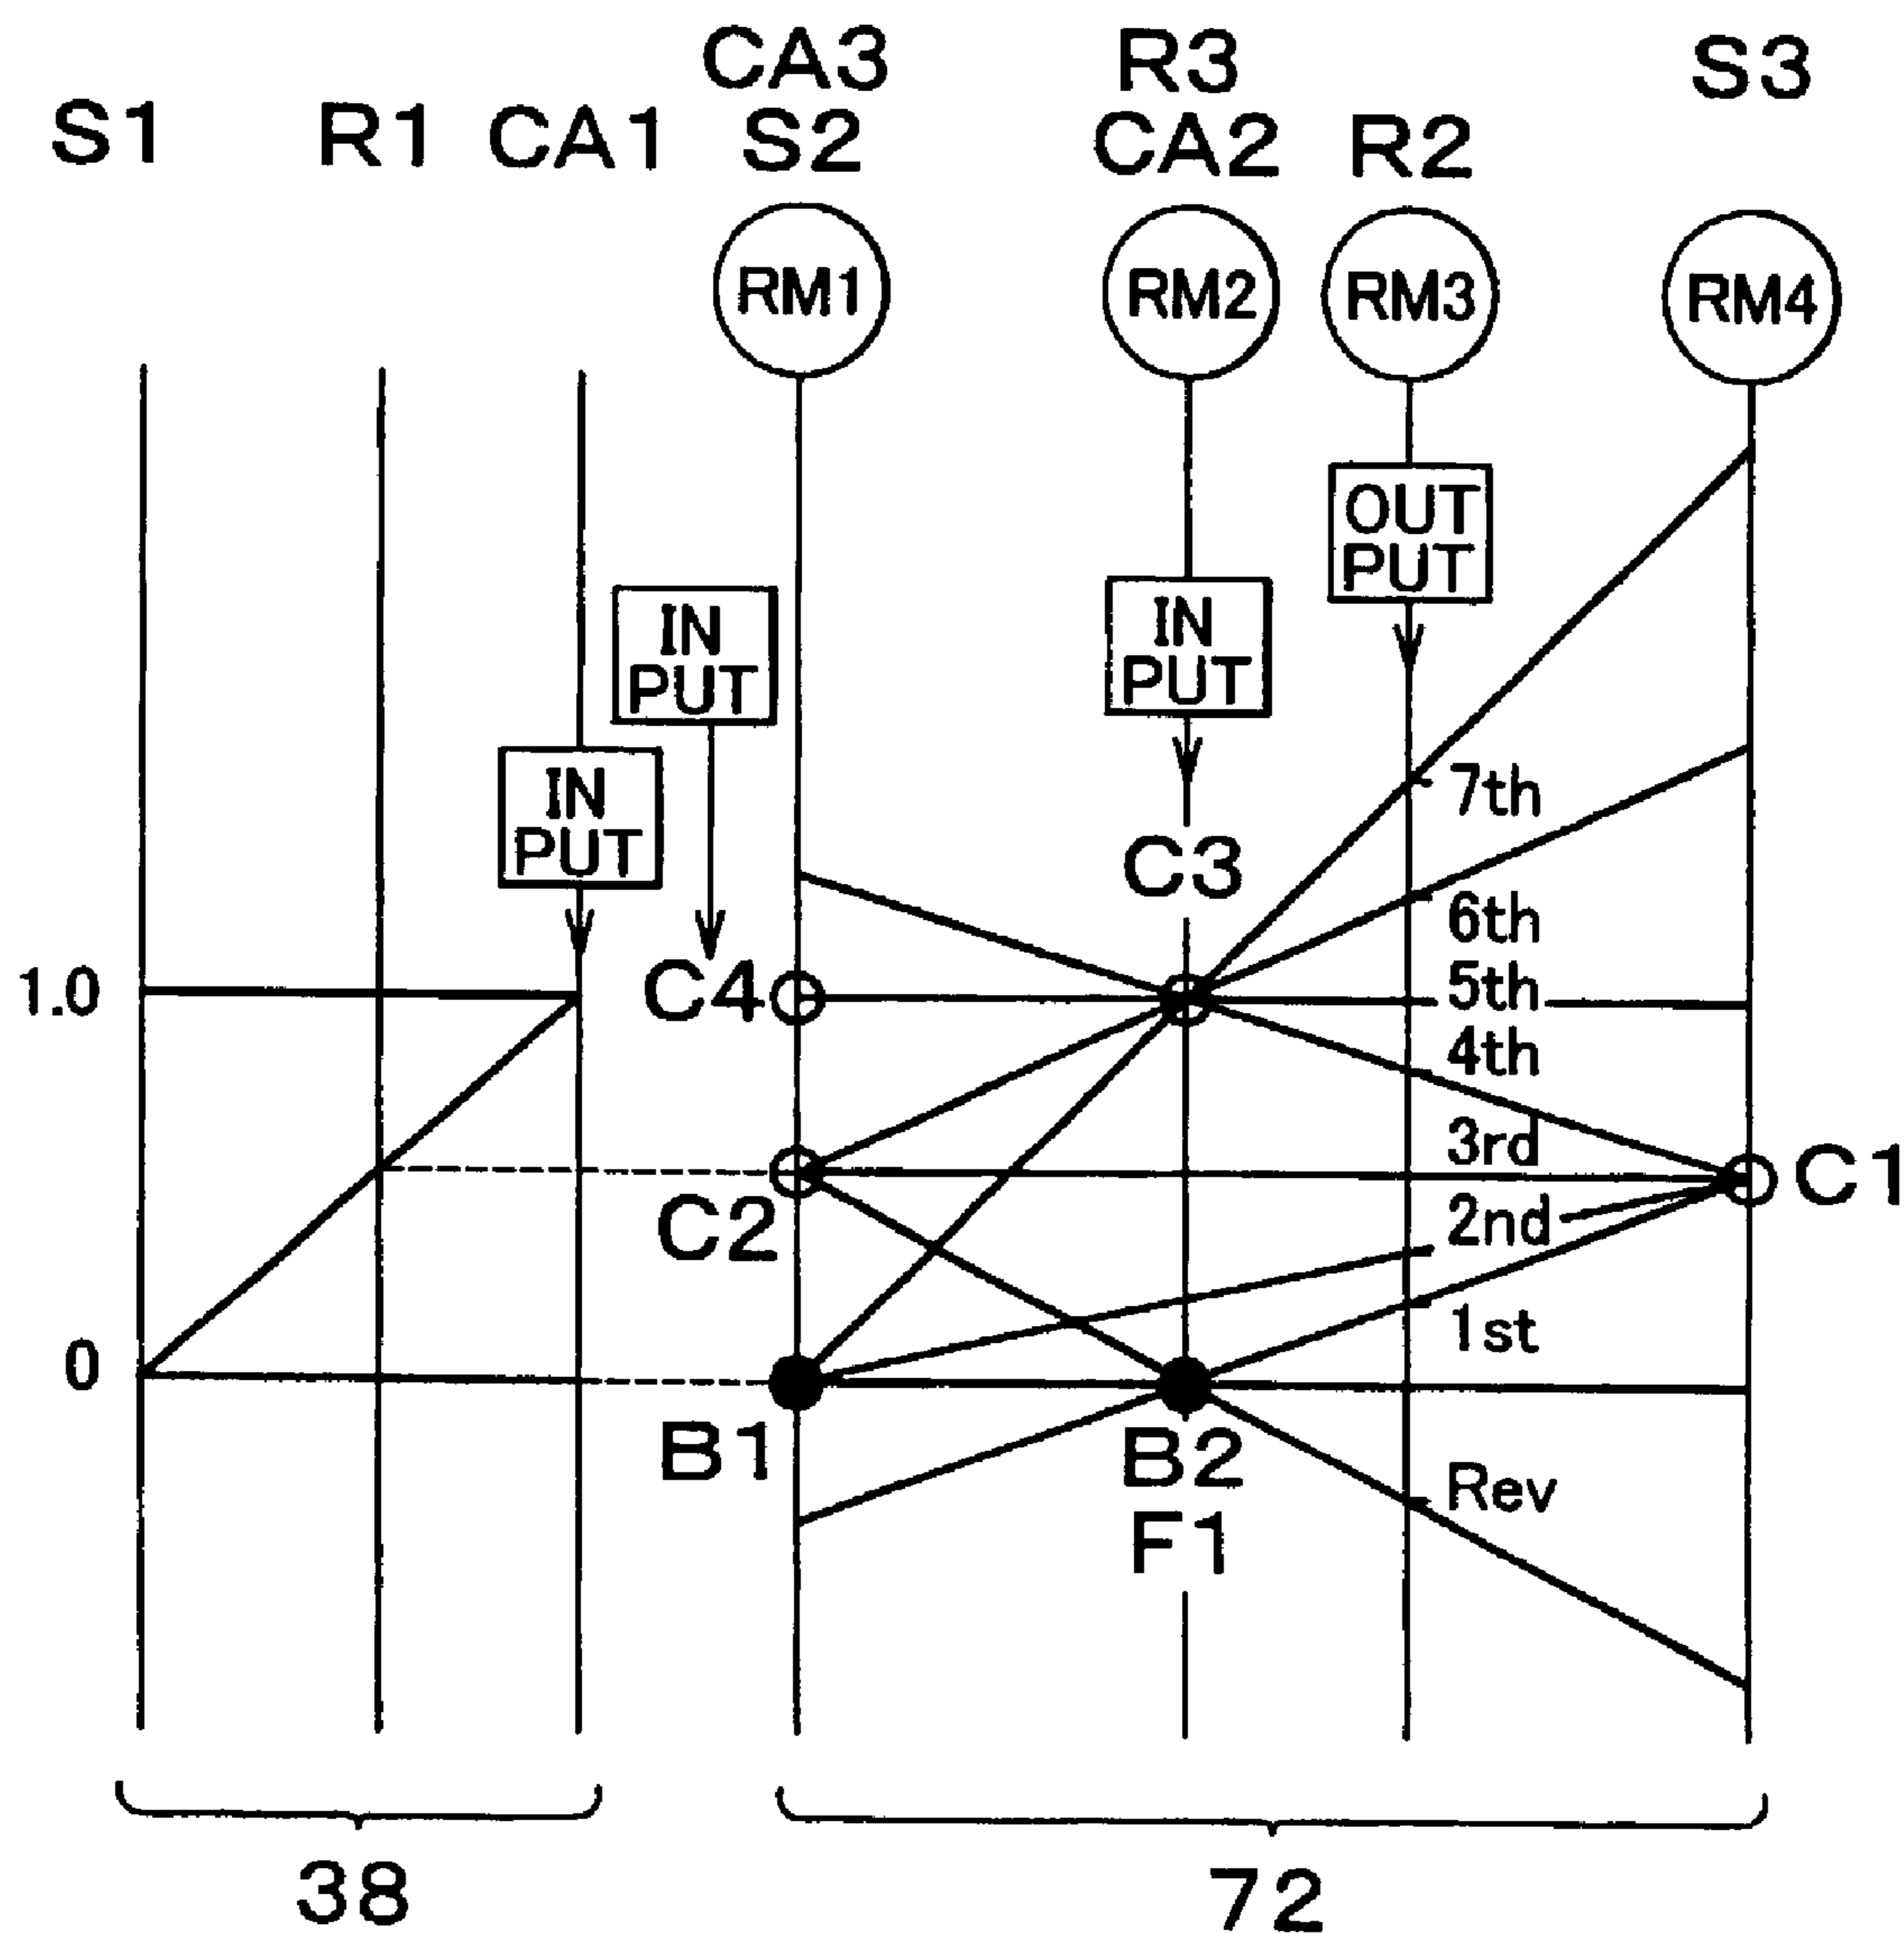 CA3
R3
S3
S1
R1
CA1
S2
CA2
R2
RM1
RM2
RM3
RM4
OUT
PUT
IN
PUT
IN
PUT
IN
PUT
7th
C3
6th
1.0
C4
5th
4th
3rd
C1
C2
2nd
1st
0
B1
B2
F1
Rev
38
72